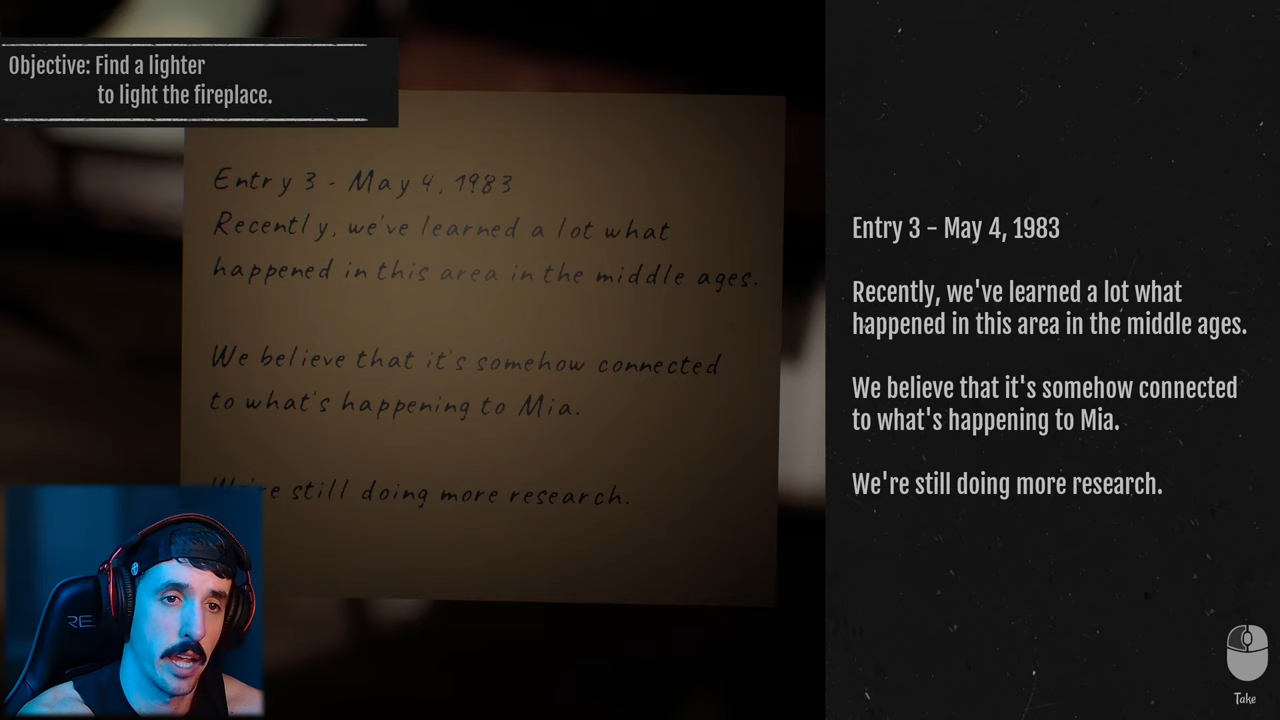 Objective: Find a lighter
to light the fireplace.
Entry 3 - May 4, 1983
Recently, we've learned a lot what
happened in this area in the middle ages.
We believe that it's somehow connected
to what's happening to Mia.
We're still doing more research.
Entry 3 - May 4, 1983
Recently, we've learned a lot what
happened in this area in the middle ages.
We believe that it's somehow connected
to what's happening to Mia.
We're still doing more research.
RE
Take